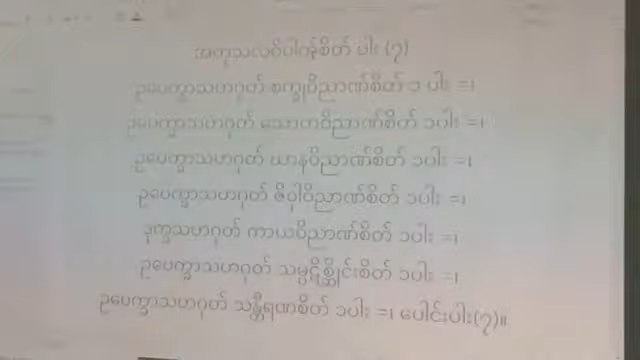 အကုသလဝိပါက်စိတ် ပါး (၇)
ဥပေက္ခာသဟဂုတ် စက္ခုဝိညာဏ်စိတ် ၁ ပါး =၊
ဥပေက္ခာသဟဂုတ် သောတဝိညာဏ်စိတ် ၁ပါး =၊
ဥပေက္ခာသဟဂုတ် ဃာနဝိညာဏ်စိတ် ၁ပါး =၊
ဥပေက္ခာသဟဂုတ် ဇိဝှါဝိညာဏ်စိတ် ၁ပါး =၊
ဒုက္ခသဟဂုတ် ကာယဝိညာဏ်စိတ် ၁ပါး =၊
ဥပေက္ခာသဟဂုတ် သမ္ပဋိစ္ဆိုင်းစိတ် ၁ပါး =၊
ဥပေက္ခာသဟဂုတ် သန္တီရဏစိတ် ၁ပါး =၊ ပေါင်းပါး(၇)။